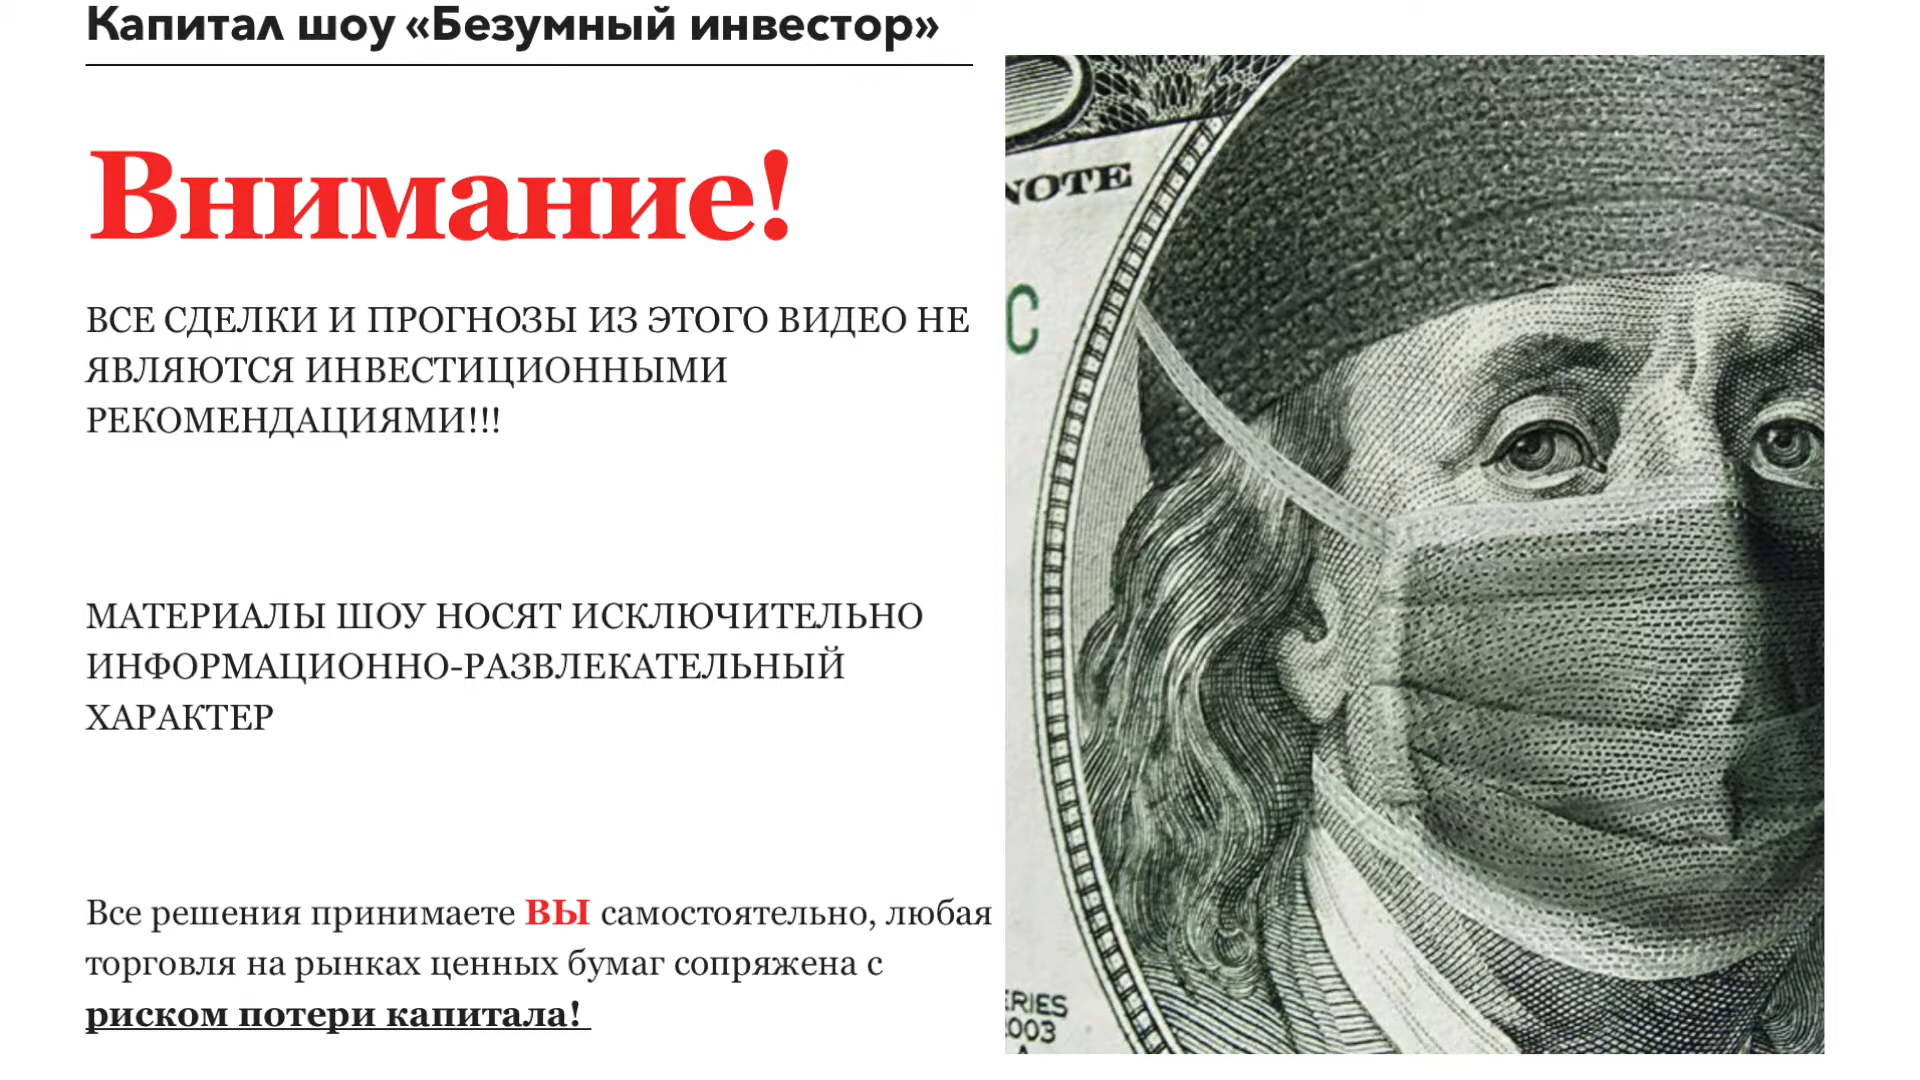 Капитал шоу «Безумный инвестор»
Внимание!
ВСЕ СДЕЛКИ И ПРОГНОЗЫ ИЗ ЭТОГО ВИДЕО НЕ
ЯВЛЯЮТСЯ ИНВЕСТИЦИОННЫМИ
РЕКОМЕНДАЦИЯМИ!!!
МАТЕРИАЛЫ ШОУ НОСЯТ ИСКЛЮЧИТЕЛЬНО
ИНФОРМАЦИОННО-РАЗВЛЕКАТЕЛЬНЫЙ
ХАРАКТЕР
Все решения принимаете ВЫ самостоятельно, любая
торговля на рынках ценных бумаг сопряжена с
риском потери капитала!
NOTE
C
ERIES
2003
A